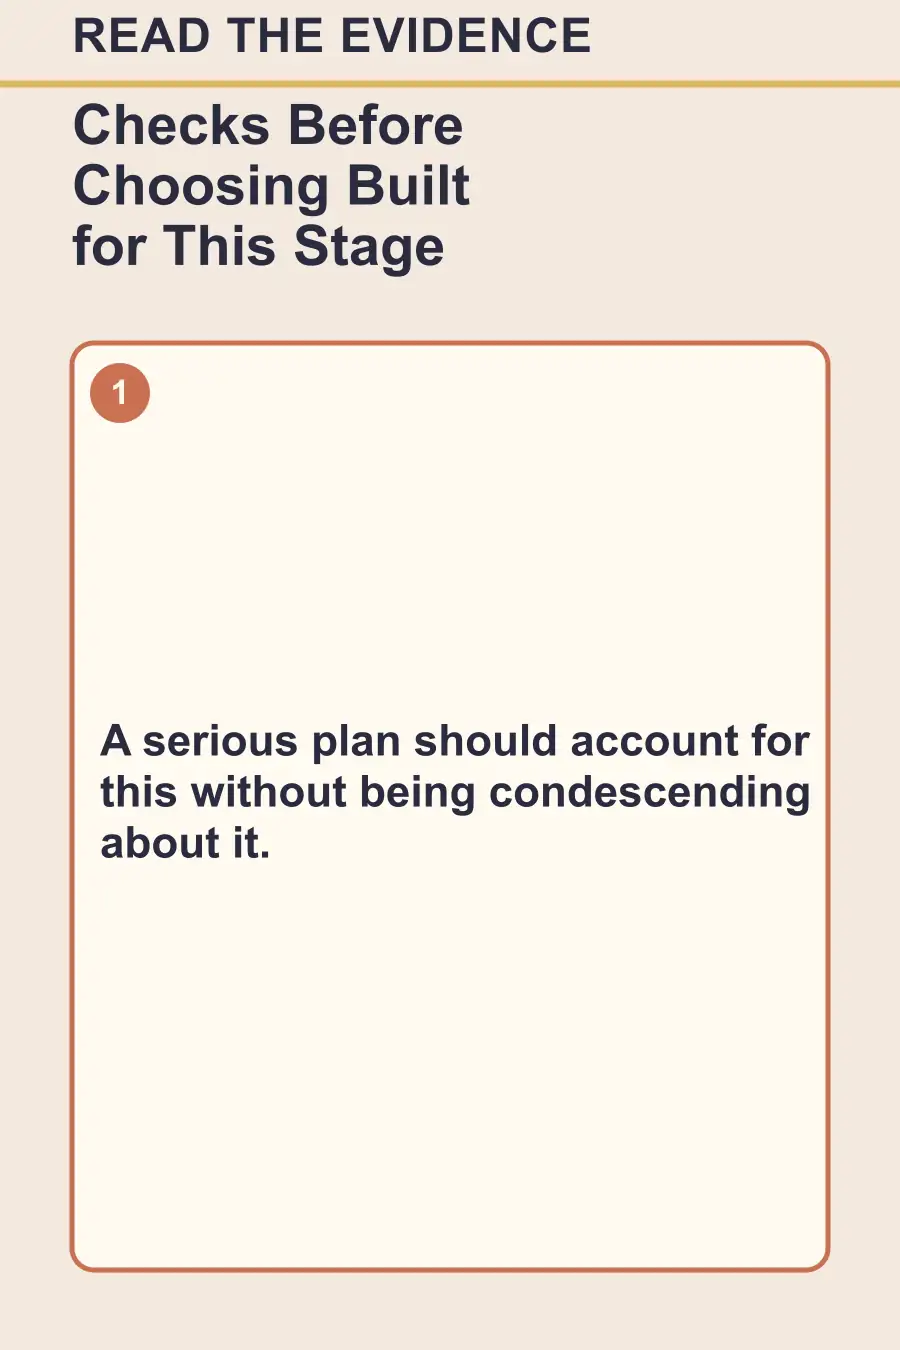 READ THE EVIDENCE
Checks Before
Choosing Built
for This Stage
1
A serious plan should account for
this without being condescending
about it.